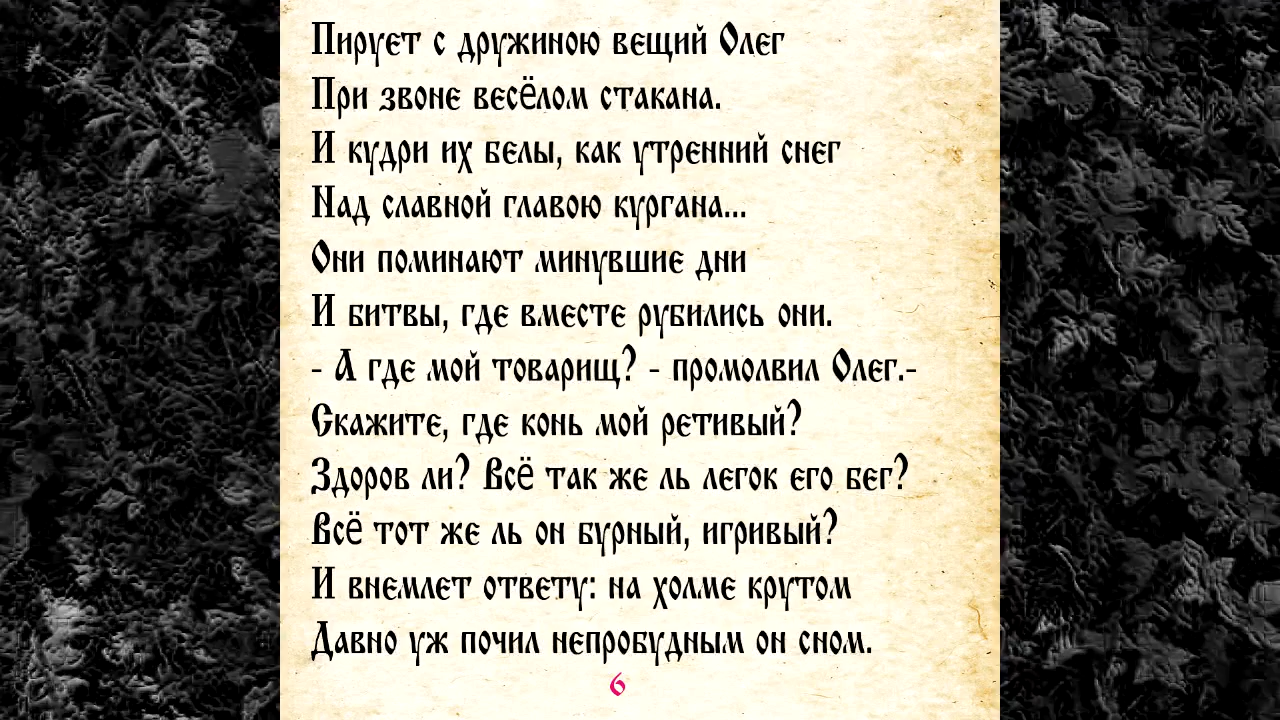 Пирует с дружиною вещий Олег
При звоне весёлом стакана.
И кудри их белы, как утренний снег
Над славной главою кургана...
Они поминают минувшие дни
И битвы, где вместе рубились они.
- А где мой товарищ? - промолвил Олег.-
Скажите, где конь мой ретивый?
Здоров ли? Всё так же ль легок его бег?
Всё тот же ль он бурный, игривый?
И внемлет ответу: на холме крутом
Давно уж почил непробудным он сном.
6